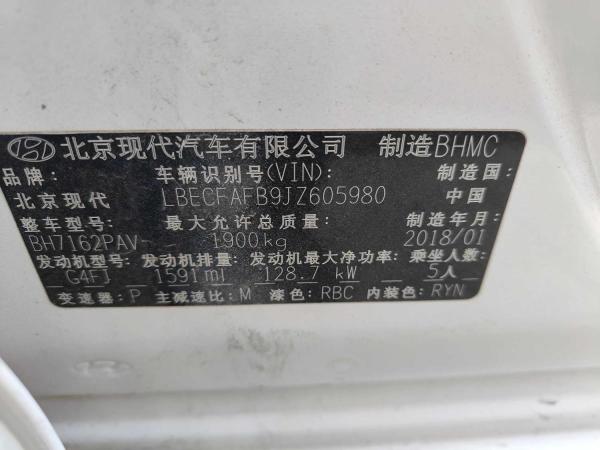 北京现代汽车有限公司 制造BHMC
品牌: 车辆识别号(VIN): 制造国:
北京现代 LBECFAFB9JZ605980 中国
整车型号: 最大允许总质量: 制造年月:
BH7162PAV 1900kg 2018/01
发动机型号: 发动机排量: 发动机最大净功率: 乘坐人数:
G4FJ 1591ml 128.7 kW 5人
变速器: P 主减速比: M 漆色: RBC 内装色: RYN